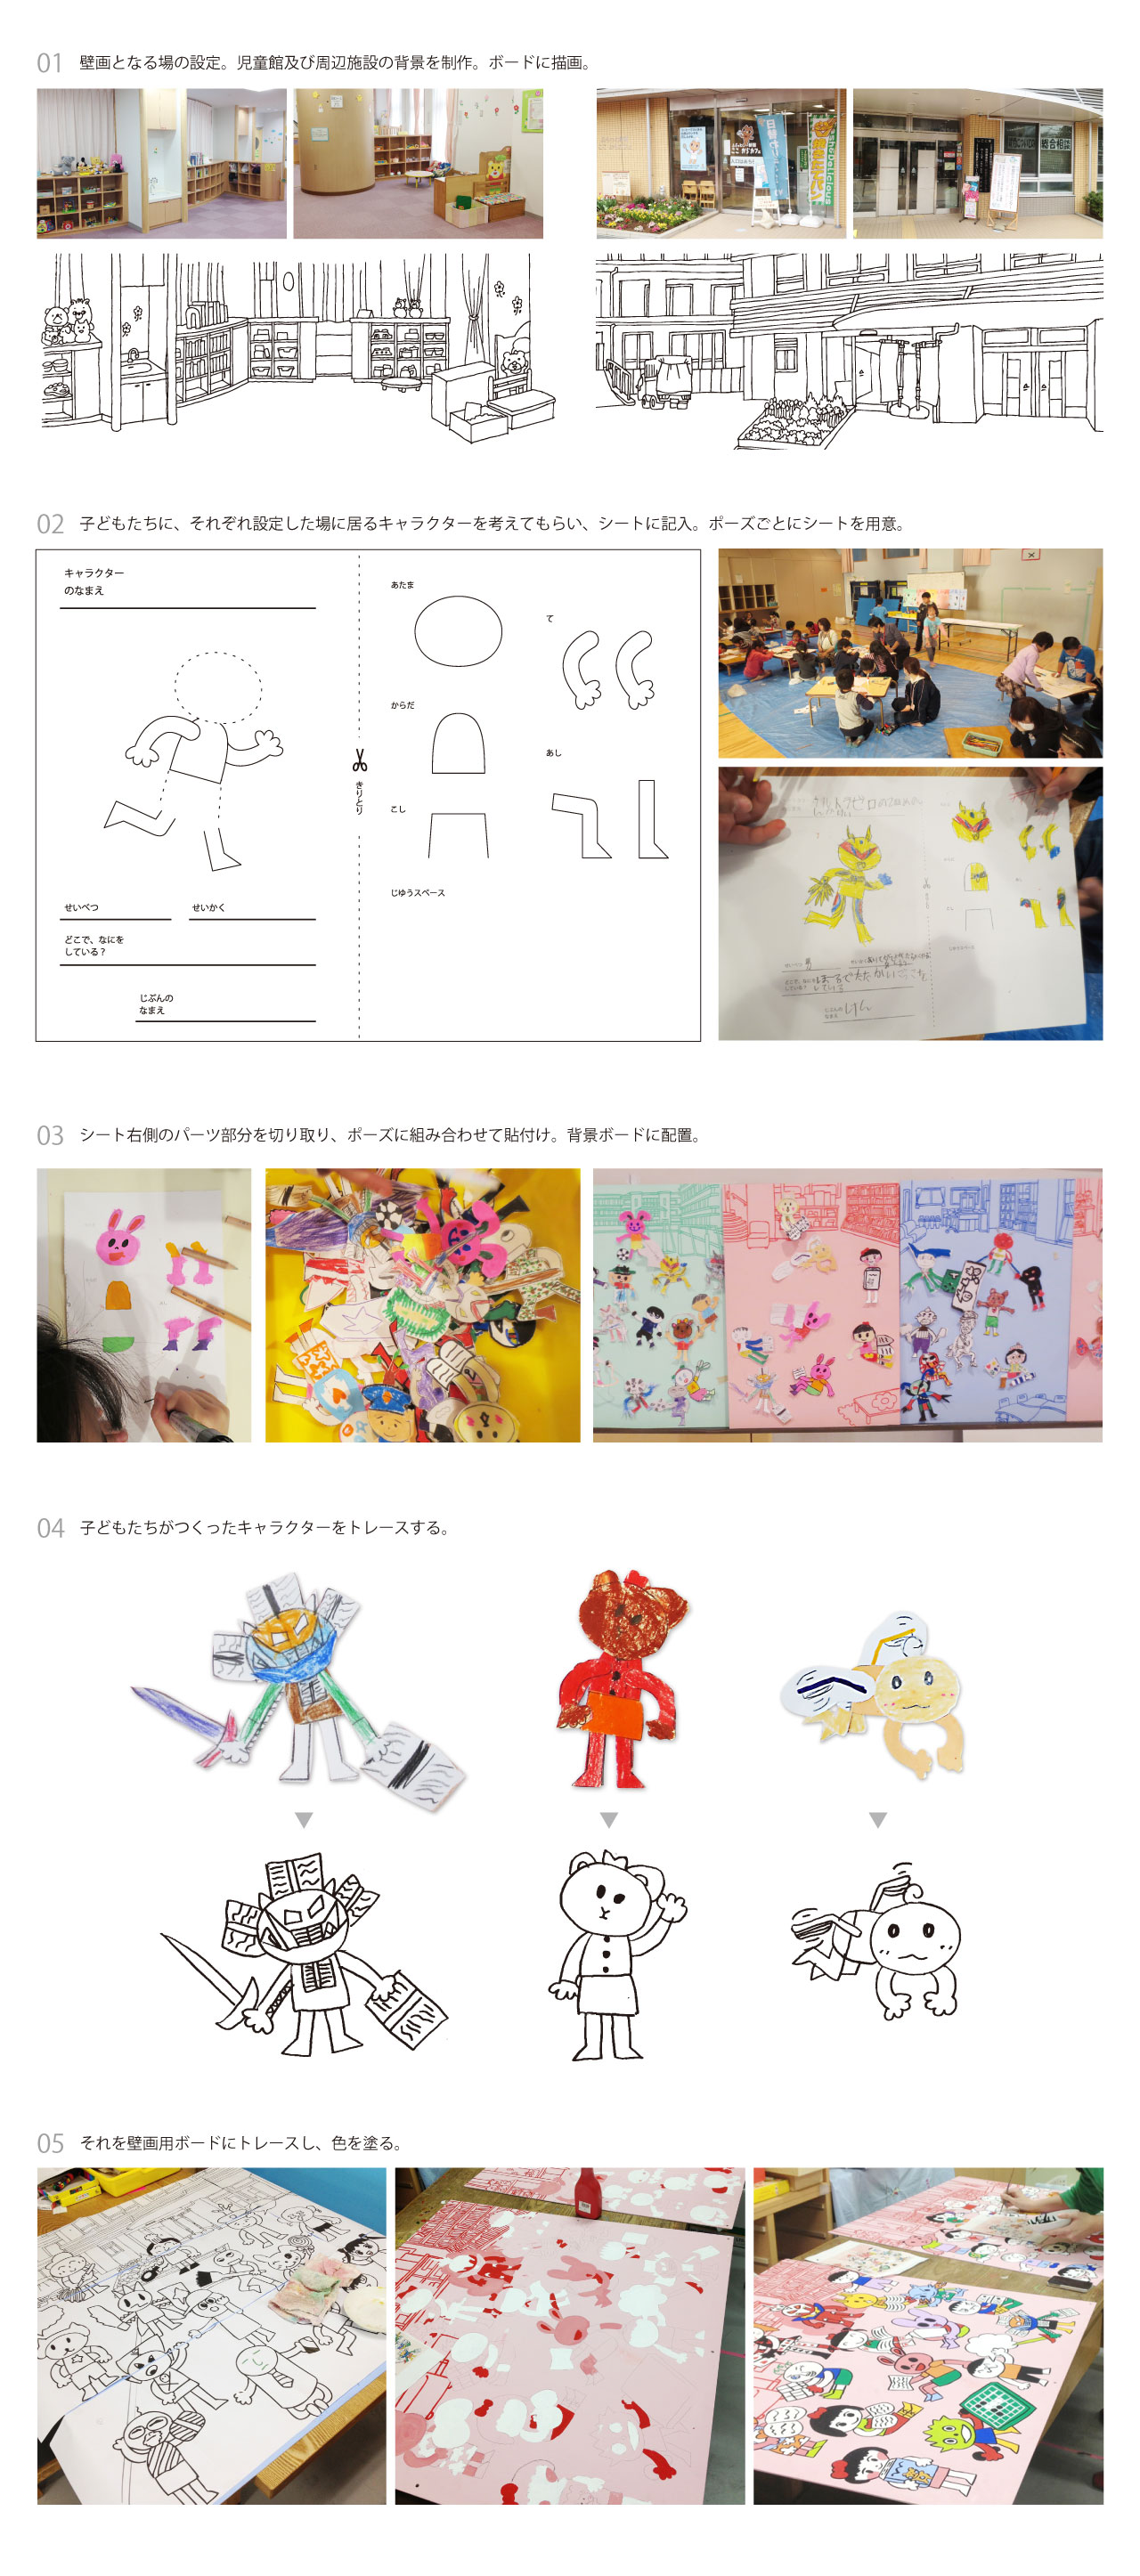 01 壁画となる場の設定。児童館及び周辺施設の背景を制作。ボードに描画。
総合相談
02 子どもたちに、それぞれ設定した場に居るキャラクターを考えてもらい、シートに記入。ポーズごとにシートを用意。
キャラクター
のなまえ
せいべつ
せいかく
どこで、なにを
している？
じぶんの
なまえ
きりとり
あたま
て
からだ
あし
こし
じゆうスペース
03 シート右側のパーツ部分を切り取り、ポーズに組み合わせて貼付け。背景ボードに配置。
04 子どもたちがつくったキャラクターをトレースする。
05 それを壁画用ボードにトレースし、色を塗る。